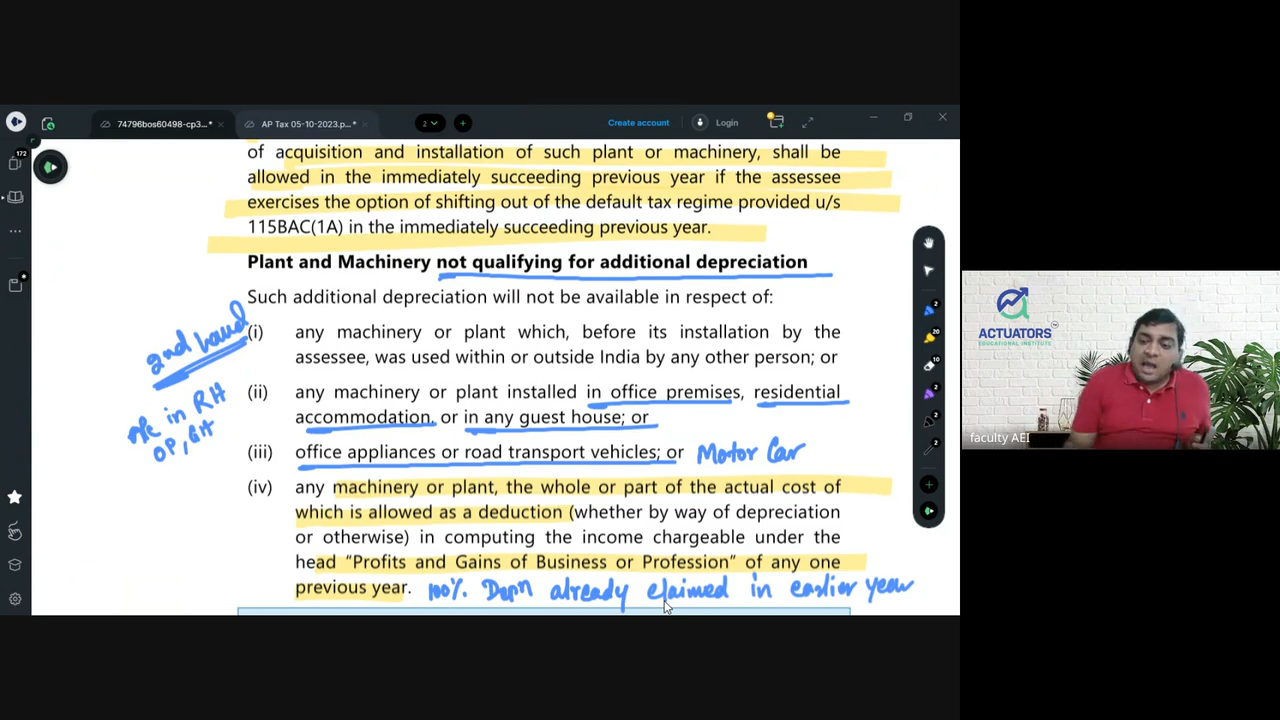 74796bos60498-cp3...*
AP Tax 05-10-2023.p...*
2
Create account
Login
172
of acquisition and installation of such plant or machinery, shall be
allowed in the immediately succeeding previous year if the assessee
exercises the option of shifting out of the default tax regime provided u/s
115BAC(1A) in the immediately succeeding previous year.
Plant and Machinery not qualifying for additional depreciation
Such additional depreciation will not be available in respect of:
2nd hand
(i) any machinery or plant which, before its installation by the
assessee, was used within or outside India by any other person; or
(ii) any machinery or plant installed in office premises, residential
accommodation, or in any guest house; or
in RH
OP, GH
(iii) office appliances or road transport vehicles; or Motor Car
(iv) any machinery or plant, the whole or part of the actual cost of
which is allowed as a deduction (whether by way of depreciation
or otherwise) in computing the income chargeable under the
head "Profits and Gains of Business or Profession" of any one
previous year. 100% Depn already claimed in earlier year
2
20
10
2
2
2
ACTUATORS
EDUCATIONAL INSTITUTE
TM
faculty AEI